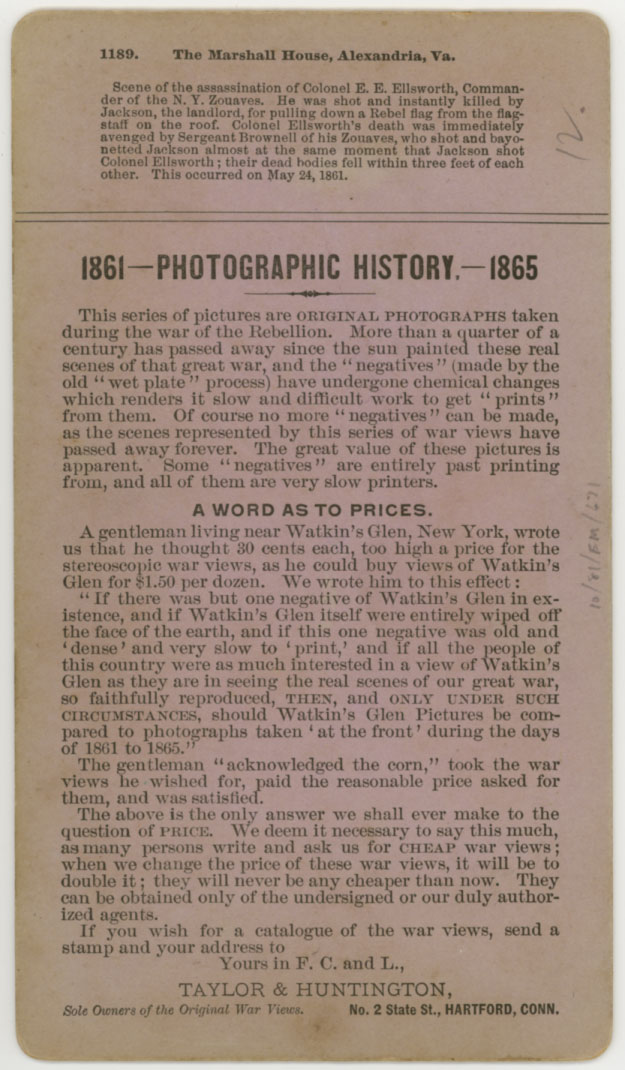 1189. The Marshall House, Alexandria, Va.
Scene of the assassination of Colonel E. E. Ellsworth, Comman-
der of the N. Y. Zouaves. He was shot and instantly killed by
Jackson, the landlord, for pulling down a Rebel flag from the flag-
staff on the roof. Colonel Ellsworth's death was immediately
avenged by Sergeant Brownell of his Zouaves, who shot and bayo-
netted Jackson almost at the same moment that Jackson shot
Colonel Ellsworth; their dead bodies fell within three feet of each
other. This occurred on May 24, 1861.
12.
1861—PHOTOGRAPHIC HISTORY.—1865
This series of pictures are ORIGINAL PHOTOGRAPHS taken
during the war of the Rebellion. More than a quarter of a
century has passed away since the sun painted these real
scenes of that great war, and the "negatives" (made by the
old "wet plate" process) have undergone chemical changes
which renders it slow and difficult work to get "prints"
from them. Of course no more "negatives" can be made,
as the scenes represented by this series of war views have
passed away forever. The great value of these pictures is
apparent. Some "negatives" are entirely past printing
from, and all of them are very slow printers.
A WORD AS TO PRICES.
A gentleman living near Watkin's Glen, New York, wrote
us that he thought 30 cents each, too high a price for the
stereoscopic war views, as he could buy views of Watkin's
Glen for $1.50 per dozen. We wrote him to this effect:
"If there was but one negative of Watkin's Glen in ex-
istence, and if Watkin's Glen itself were entirely wiped off
the face of the earth, and if this one negative was old and
'dense' and very slow to 'print,' and if all the people of
this country were as much interested in a view of Watkin's
Glen as they are in seeing the real scenes of our great war,
so faithfully reproduced, THEN, and ONLY UNDER SUCH
CIRCUMSTANCES, should Watkin's Glen Pictures be com-
pared to photographs taken 'at the front' during the days
of 1861 to 1865."
The gentleman "acknowledged the corn," took the war
views he wished for, paid the reasonable price asked for
them, and was satisfied.
The above is the only answer we shall ever make to the
question of PRICE. We deem it necessary to say this much,
as many persons write and ask us for CHEAP war views;
when we change the price of these war views, it will be to
double it; they will never be any cheaper than now. They
can be obtained only of the undersigned or our duly author-
ized agents.
If you wish for a catalogue of the war views, send a
stamp and your address to
Yours in F. C. and L.,
TAYLOR & HUNTINGTON,
Sole Owners of the Original War Views. No. 2 State St., HARTFORD, CONN.